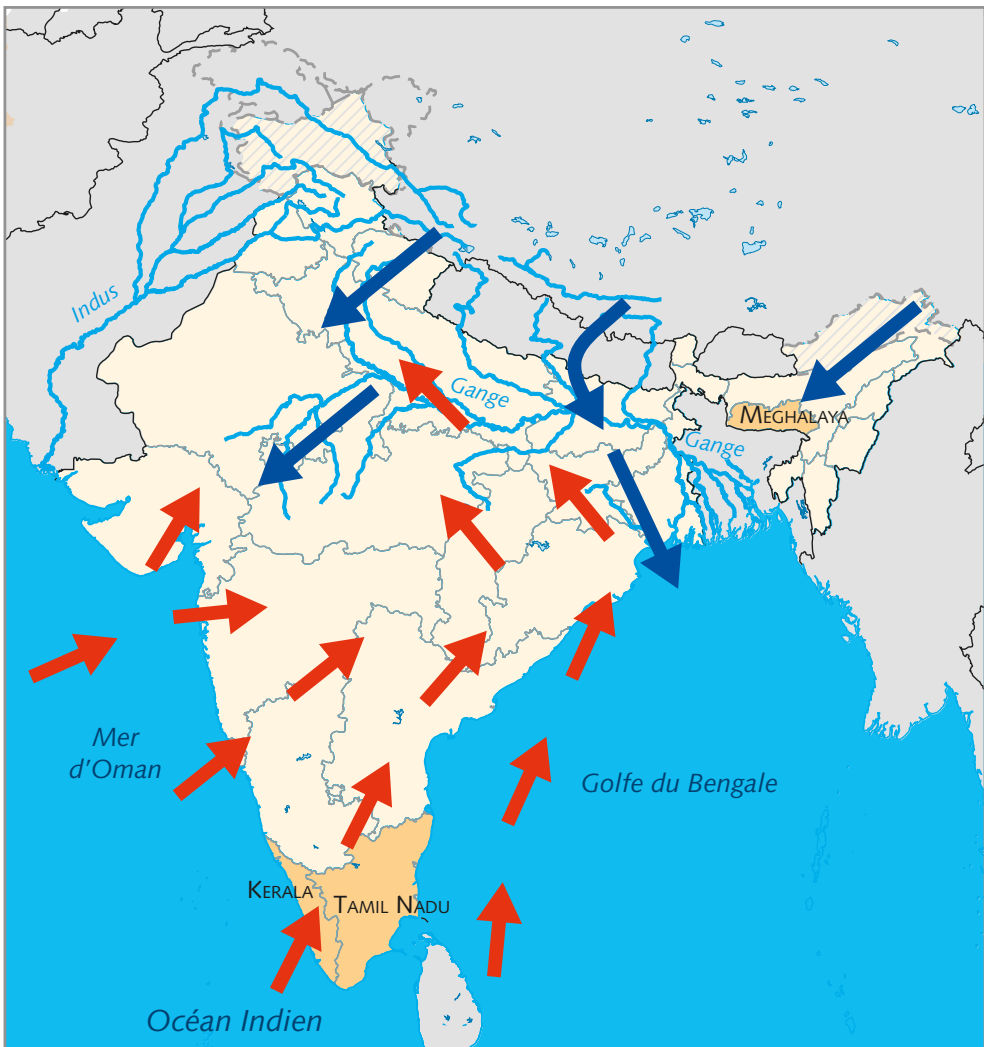 Indus
Gange
MEGHALAYA
Gange
Mer
d'Oman
Golfe du Bengale
KERALA
TAMIL NADU
Océan Indien